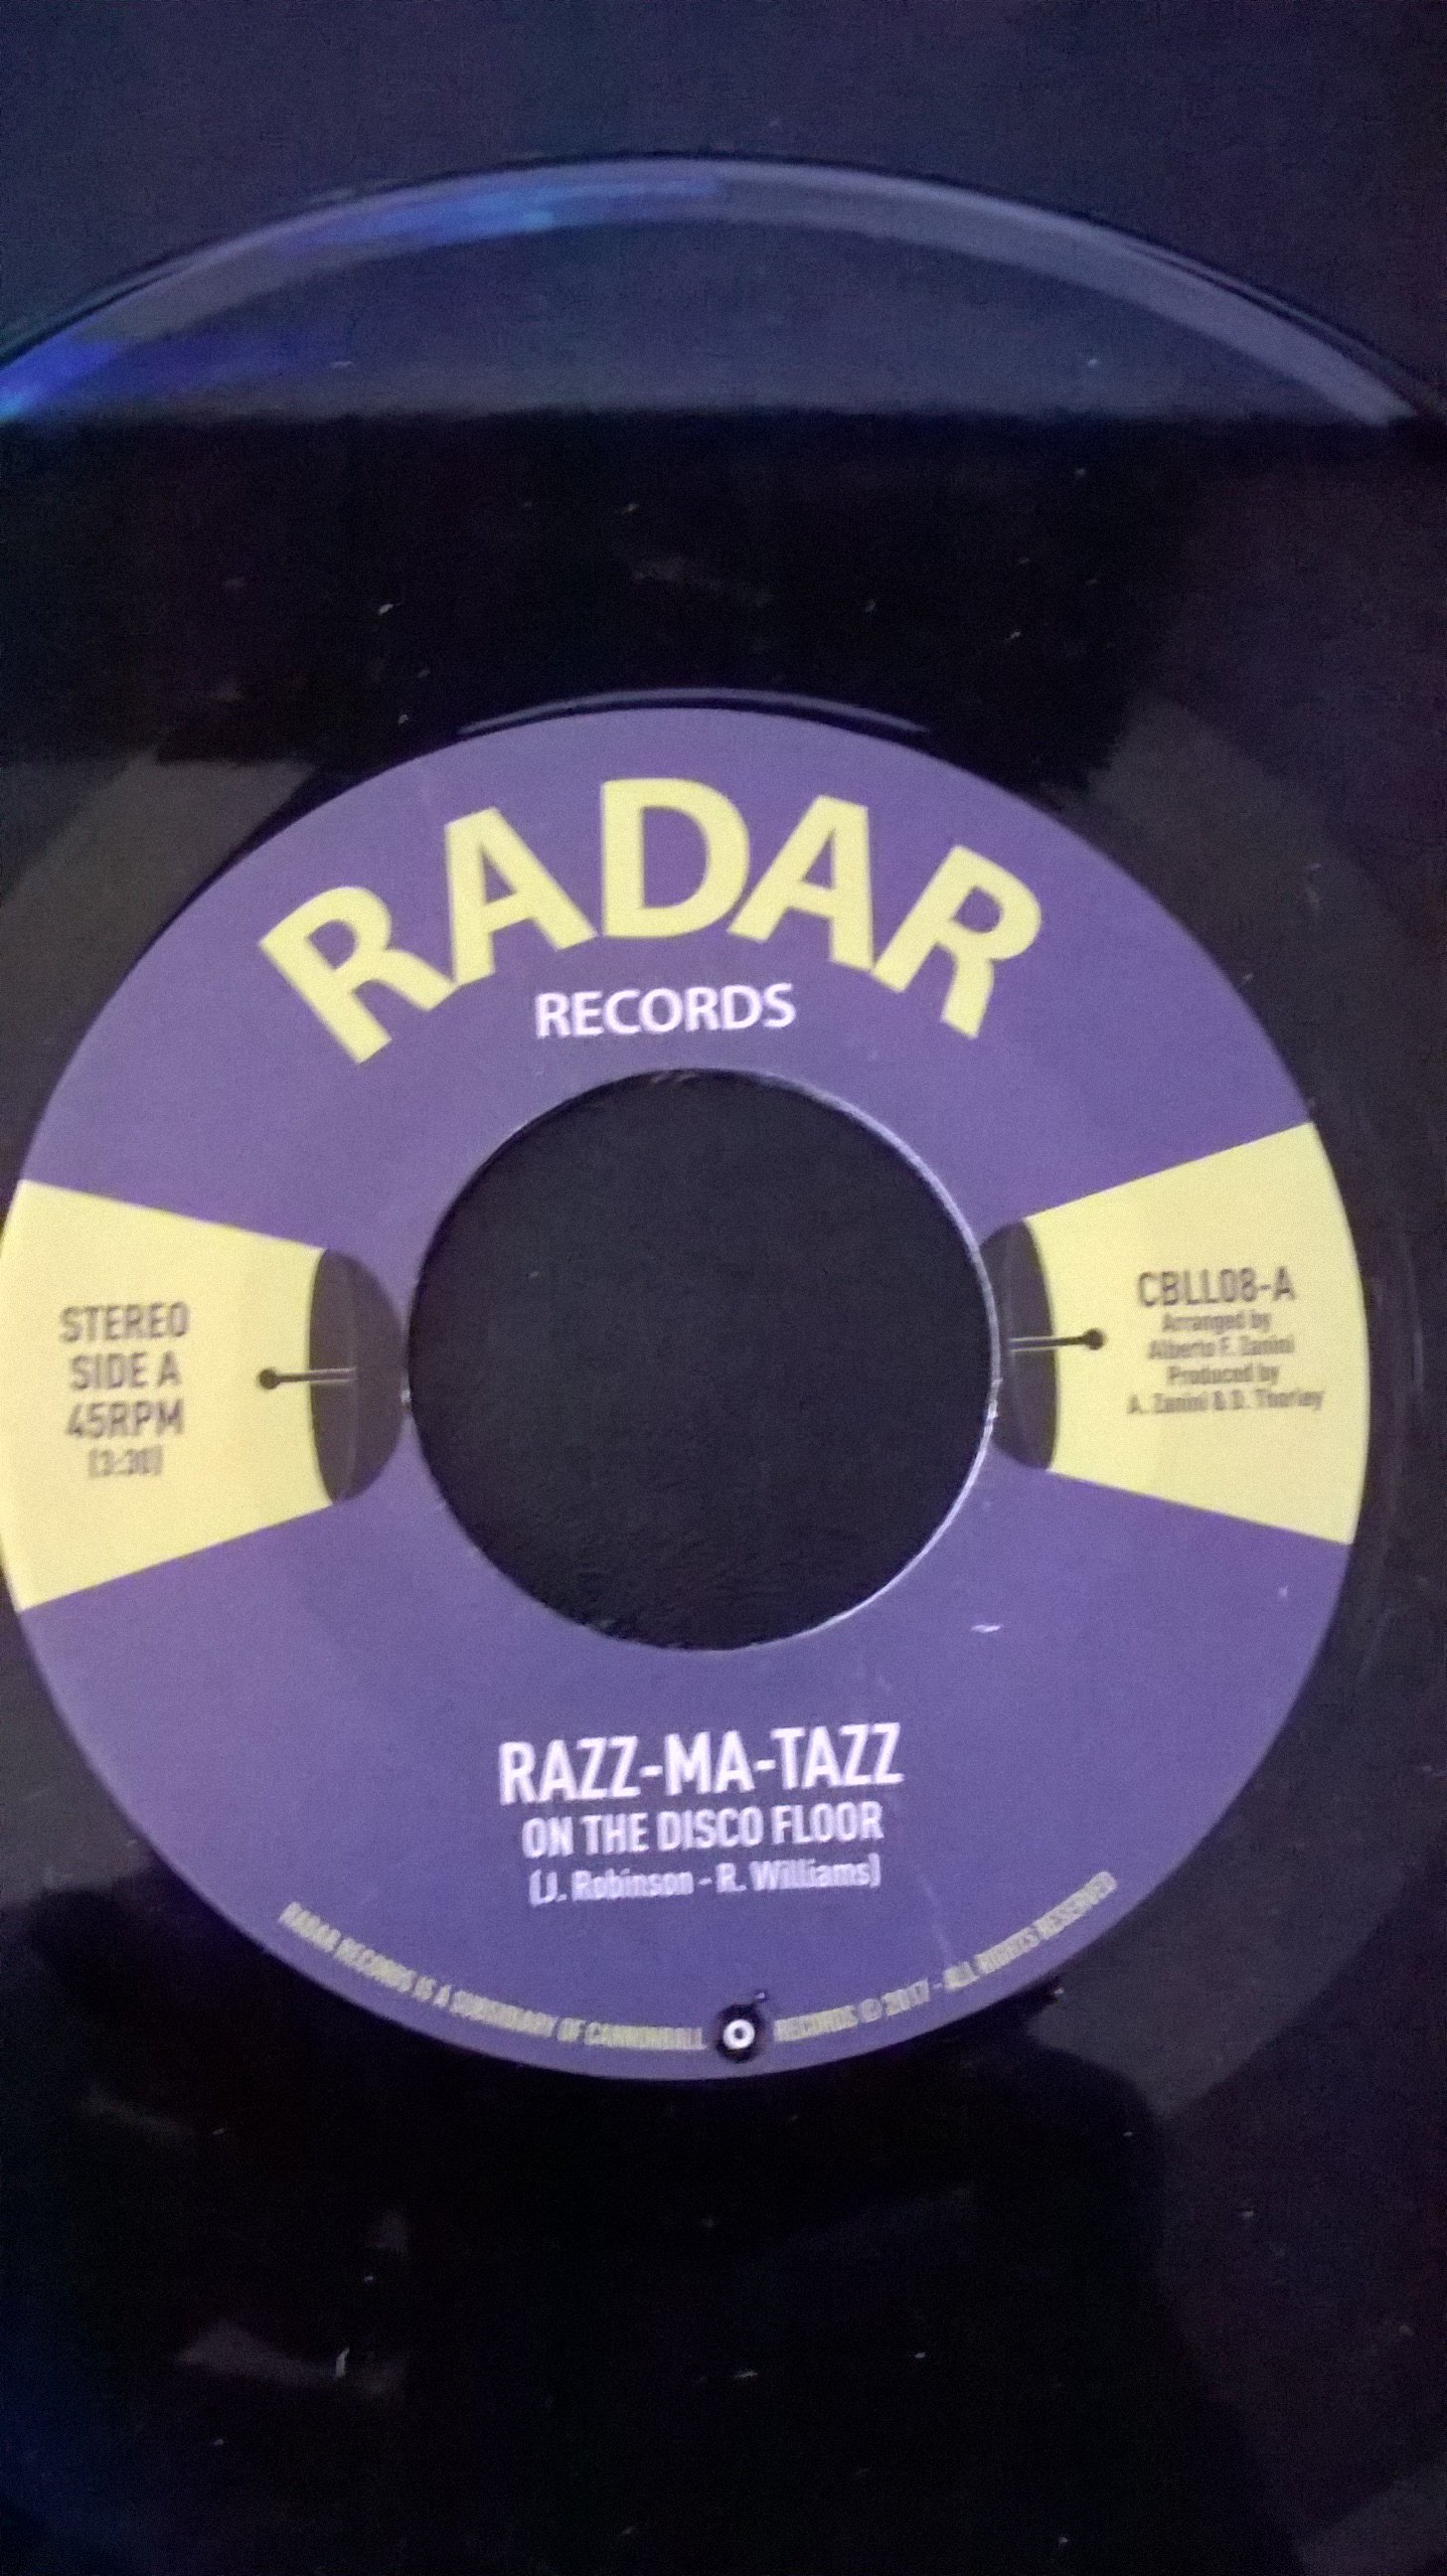 RADAR
RECORDS
STEREO
SIDE A
45RPM
(3:30)
CBLL08-A
Arranged by
Alberto F. Zanini
Produced by
A. Zanini & D. Thorley
RAZZ-MA-TAZZ
ON THE DISCO FLOOR
(J. Robinson - R. Williams)
RADAR RECORDS IS A SUBSIDIARY OF CANNONBALL RECORDS © 2017 - ALL RIGHTS RESERVED